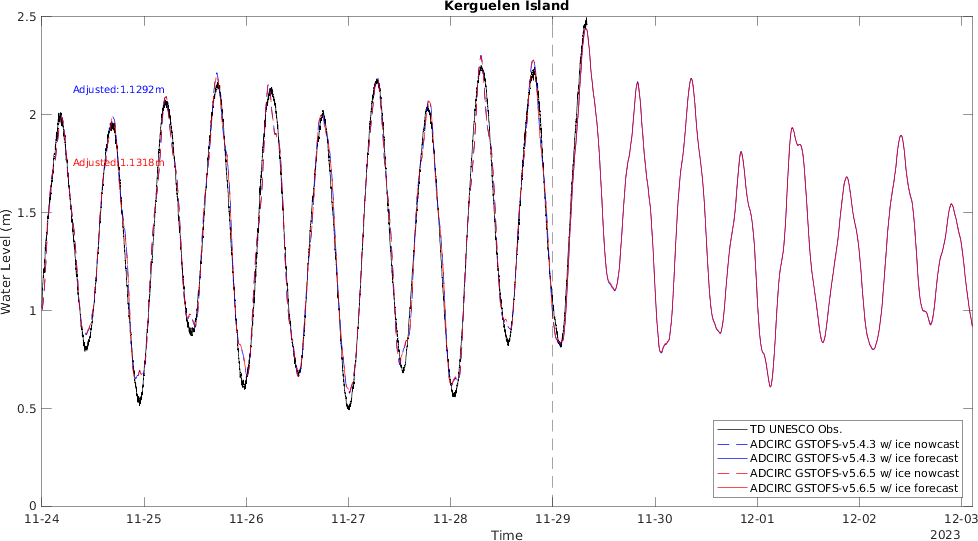 Kerguelen Island
2.5
2
1.5
1
0.5
0
Water Level (m)
Adjusted:1.1292m
Adjusted:1.1318m
TD UNESCO Obs.
ADCIRC GSTOFS-v5.4.3 w/ ice nowcast
ADCIRC GSTOFS-v5.4.3 w/ ice forecast
ADCIRC GSTOFS-v5.6.5 w/ ice nowcast
ADCIRC GSTOFS-v5.6.5 w/ ice forecast
11-24 11-25 11-26 11-27 11-28 11-29 11-30 12-01 12-02 12-03
Time
2023